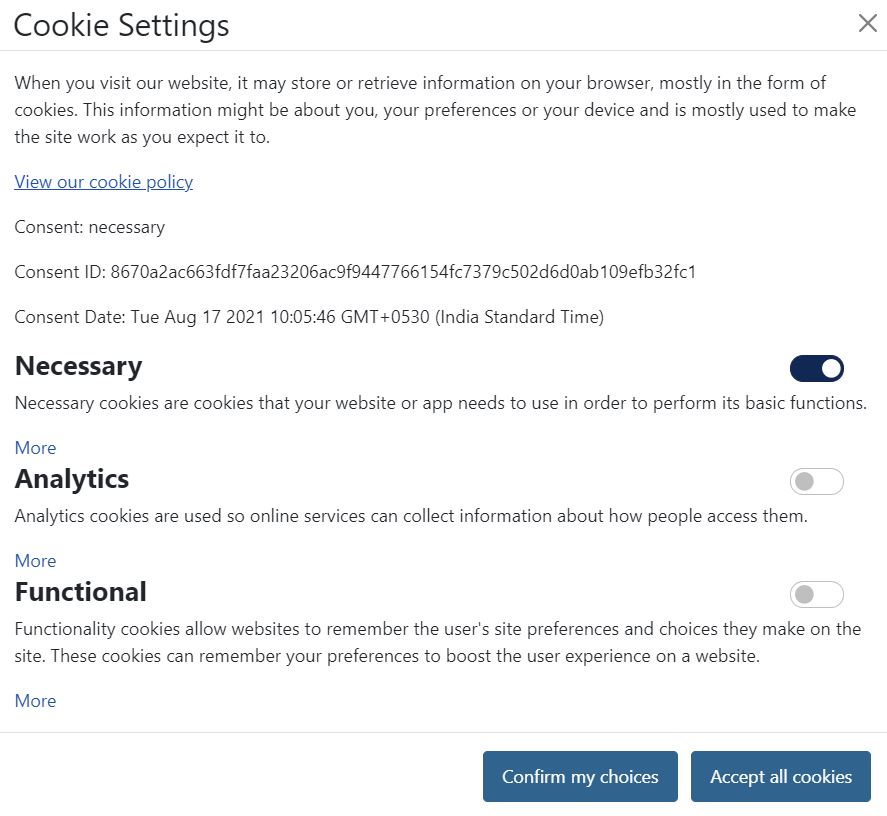 Cookie Settings
When you visit our website, it may store or retrieve information on your browser, mostly in the form of
cookies. This information might be about you, your preferences or your device and is mostly used to make
the site work as you expect it to.
View our cookie policy
Consent: necessary
Consent ID: 8670a2ac663fdf7faa23206ac9f9447766154fc7379c502d6d0ab109efb32fc1
Consent Date: Tue Aug 17 2021 10:05:46 GMT+0530 (India Standard Time)
Necessary
Necessary cookies are cookies that your website or app needs to use in order to perform its basic functions.
More
Analytics
Analytics cookies are used so online services can collect information about how people access them.
More
Functional
Functionality cookies allow websites to remember the user's site preferences and choices they make on the
site. These cookies can remember your preferences to boost the user experience on a website.
More
Confirm my choices
Accept all cookies